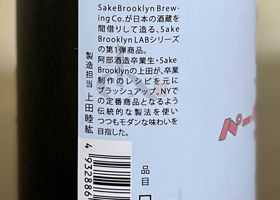 SakeBrooklyn Brew-
ing Co.が日本の酒蔵を
間借りして造る、Sake
Brooklyn LABシリーズ
の第1弾商品。
阿部酒造卒業生・Sake
Brooklynの上田が、卒業
制作のレシピを元に
ブラッシュアップ。NYで
の定番商品となるよう
伝統的な製法を使い
つつもモダンな味わいを
目指した。
製造担当 上田睦紘
4932886
品目
パー